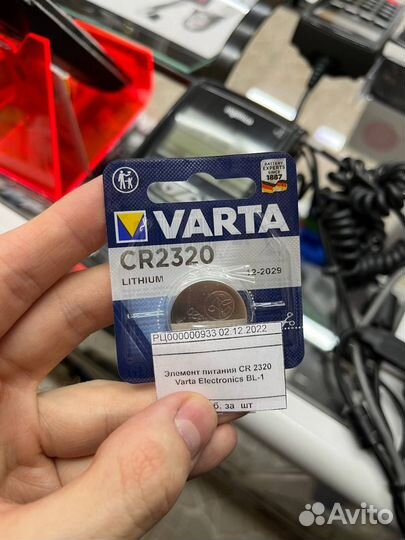 BATTERY
EXPERTS
SINCE
1887
VARTA
CR2320
LITHIUM
12-2029
РЦ000000933 02.12.2022
Элемент питания CR 2320
Varta Electronics BL-1
б. за шт
Avito